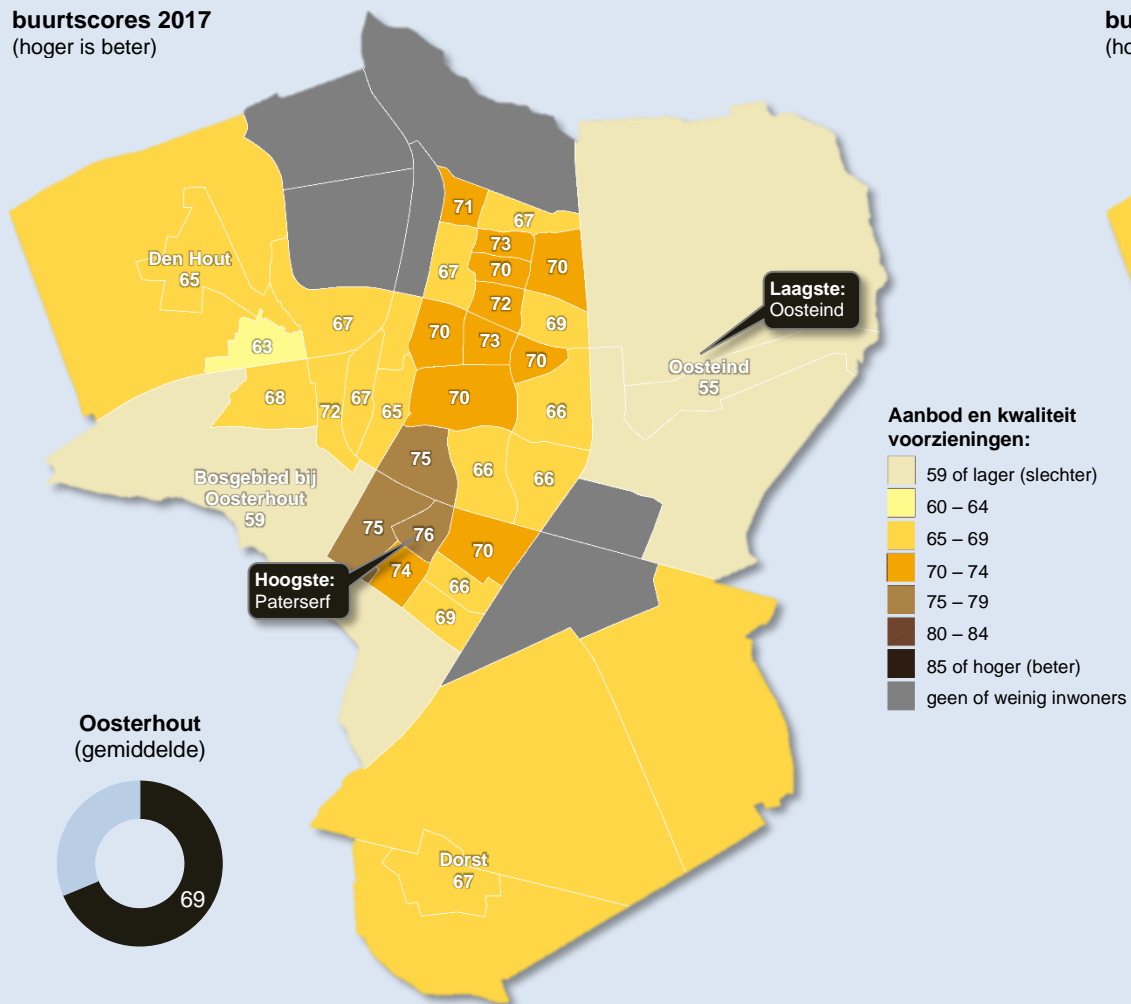 buurtscores 2017
(hoger is beter)
bu
(ho
71
67
73
67
70
70
Den Hout
65
72
67
70
73
69
70
63
Laagste:
Oosteind
Oosteind
55
68
72
67
65
70
66
75
66
66
Bosgebied bij
Oosterhout
59
75
76
70
74
66
69
Hoogste:
Paterserf
Aanbod en kwaliteit
voorzieningen:
59 of lager (slechter)
60 – 64
65 – 69
70 – 74
75 – 79
80 – 84
85 of hoger (beter)
geen of weinig inwoners
Oosterhout
(gemiddelde)
69
Dorst
67